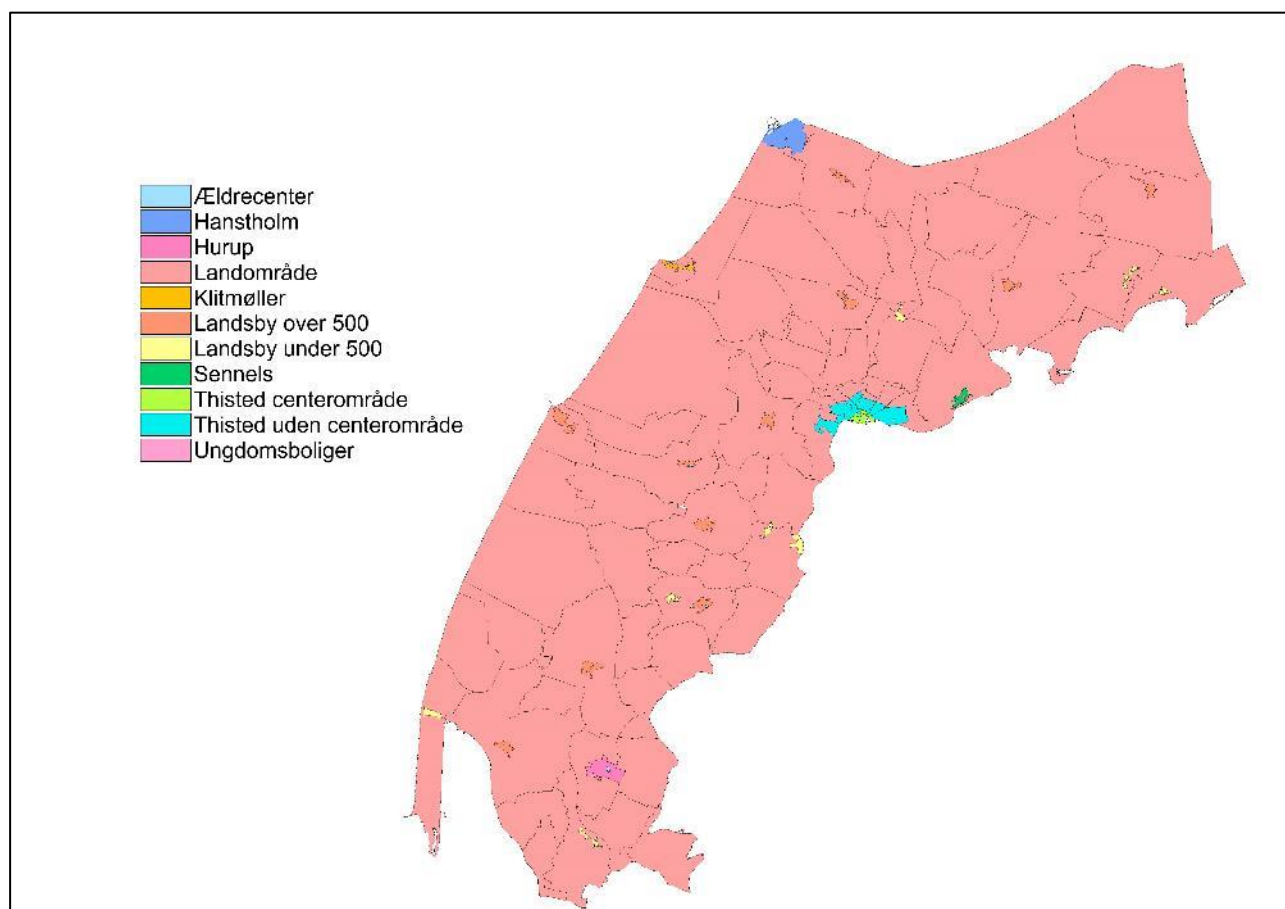 Ældrecenter
Hanstholm
Hurup
Landområde
Klitmøller
Landsby over 500
Landsby under 500
Sennels
Thisted centerområde
Thisted uden centerområde
Ungdomsboliger